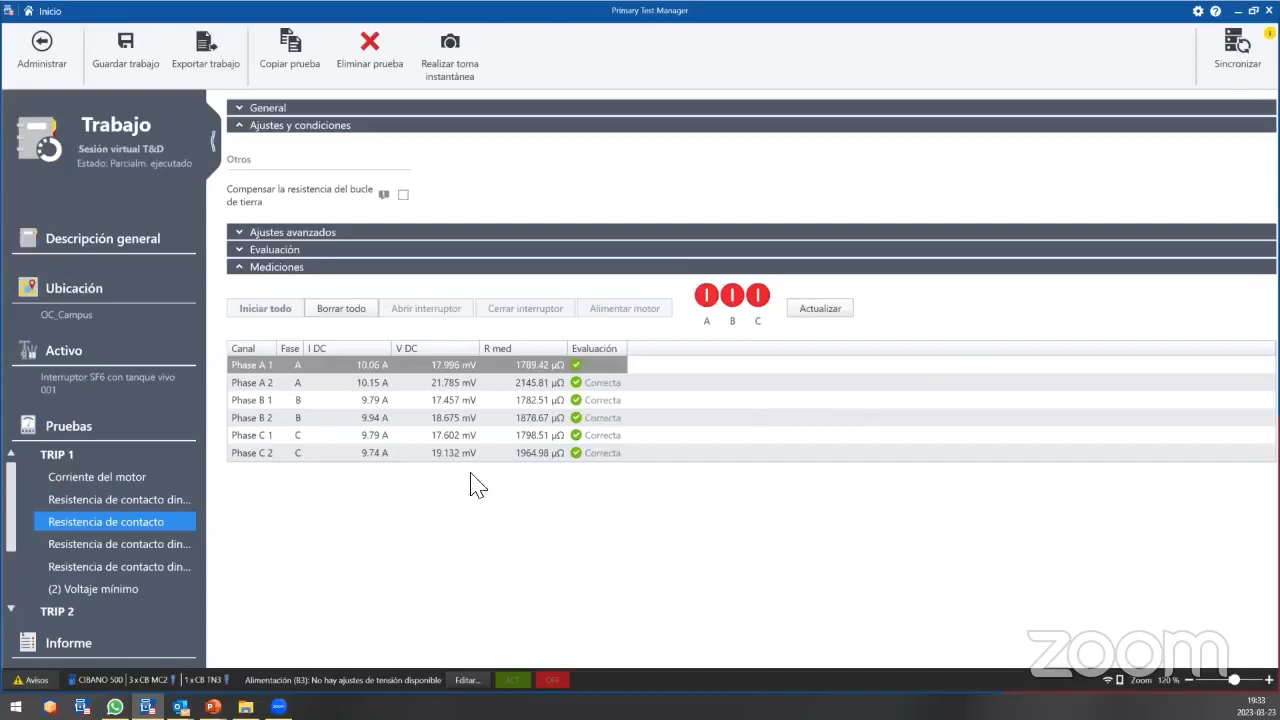 Inicio
Primary Test Manager
Administrar
Guardar trabajo
Exportar trabajo
Copiar prueba
Eliminar prueba
Realizar toma
instantánea
Sincronizar
Trabajo
Sesión virtual T&D
Estado: Parcialm. ejecutado
Descripción general
Ubicación
OC_Campus
Activo
Interruptor SF6 con tanque vivo
001
Pruebas
TRIP 1
Corriente del motor
Resistencia de contacto din...
Resistencia de contacto
Resistencia de contacto din...
Resistencia de contacto din...
(2) Voltaje mínimo
TRIP 2
Informe
General
Ajustes y condiciones
Otros
Compensar la resistencia del bucle
de tierra
Ajustes avanzados
Evaluación
Mediciones
Iniciar todo
Borrar todo
Abrir interruptor
Cerrar interruptor
Alimentar motor
A B C
Actualizar
Canal Fase I DC V DC R med Evaluación
Phase A 1 A 10.06 A 17.996 mV 1789.42 µΩ
Phase A 2 A 10.15 A 21.785 mV 2145.81 µΩ Correcta
Phase B 1 B 9.79 A 17.457 mV 1782.51 µΩ Correcta
Phase B 2 B 9.94 A 18.675 mV 1878.67 µΩ Correcta
Phase C 1 C 9.79 A 17.602 mV 1798.51 µΩ Correcta
Phase C 2 C 9.74 A 19.132 mV 1964.98 µΩ Correcta
zoom
Avisos
CIBANO 500 | 3 x CB MC2 | 1 x CB TN3
Alimentación (B3): No hay ajustes de tensión disponible
Editar...
ACT.
OFF
Zoom 120 %
19:33
2023-03-23